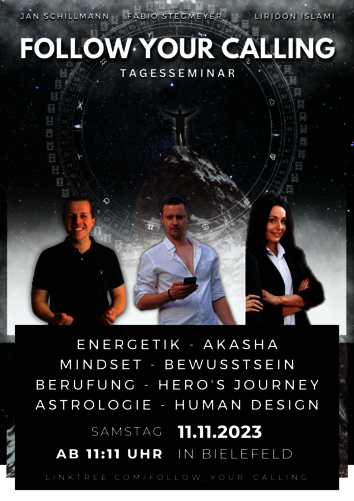 JAN SCHILLMANN FABIO STEGMEYER LIRIDON ISLAMI
FOLLOW YOUR CALLING
TAGESSEMINAR
ENERGETIK - AKASHA
MINDSET - BEWUSSTSEIN
BERUFUNG - HERO'S JOURNEY
ASTROLOGIE - HUMAN DESIGN
SAMSTAG 11.11.2023
AB 11:11 UHR IN BIELEFELD
LINKTREE.COM/FOLLOW_YOUR_CALLING